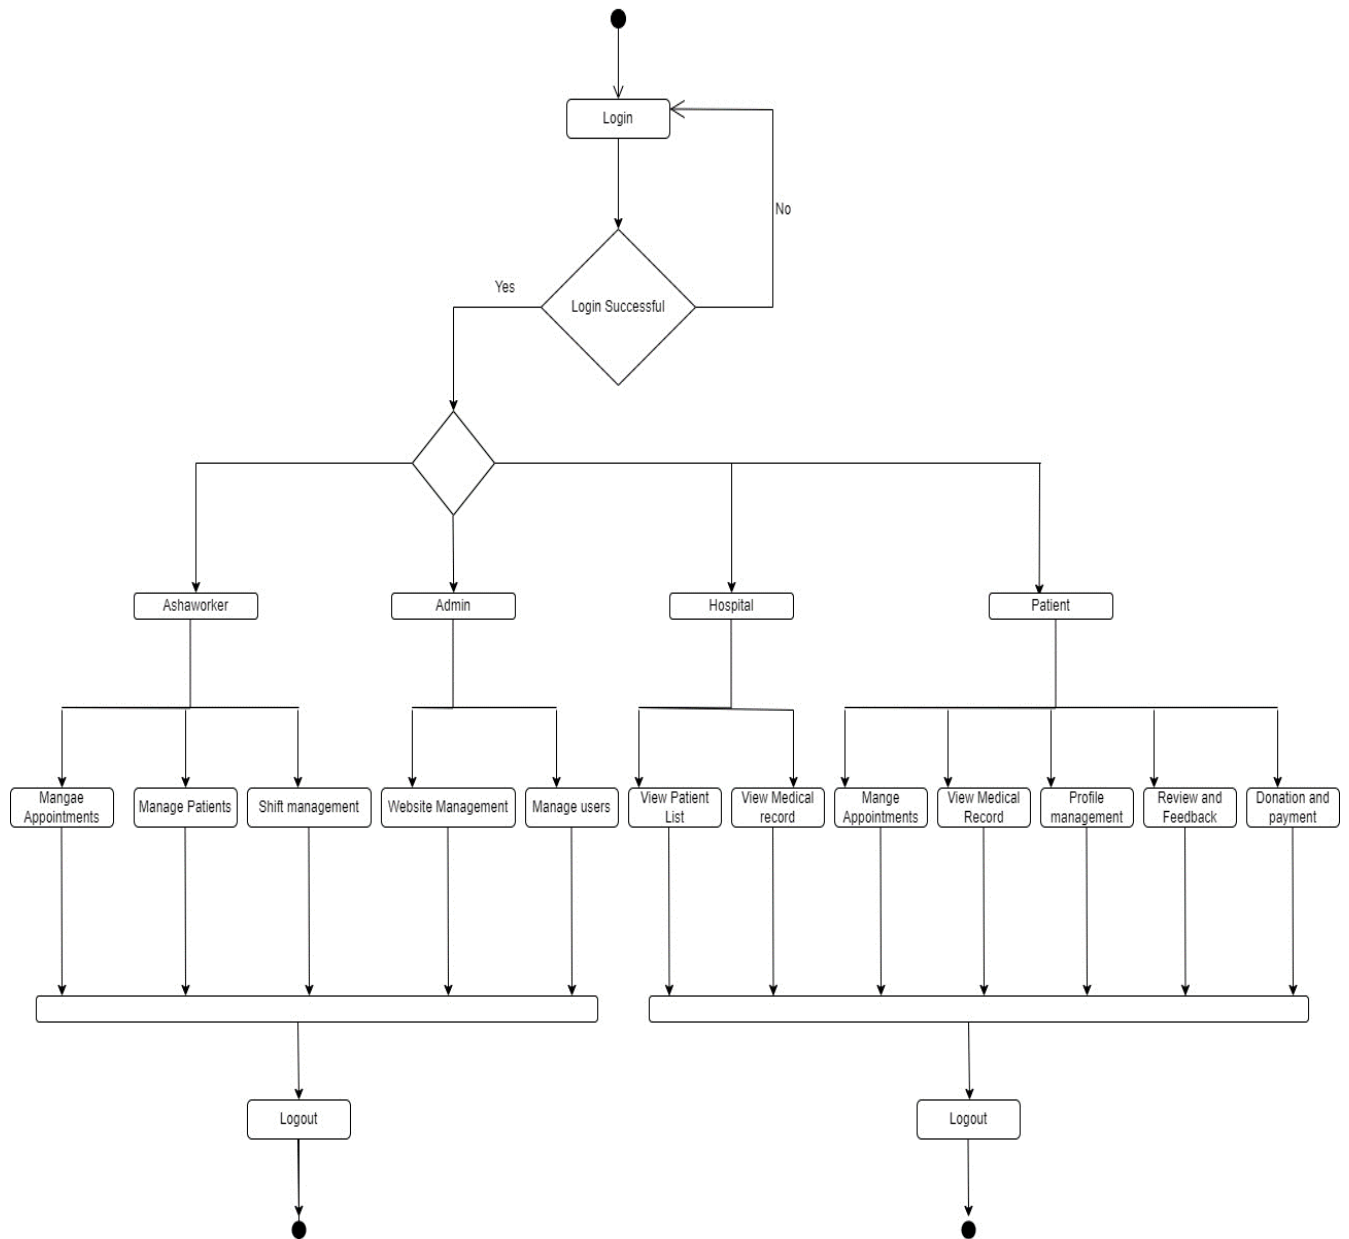 Login
No
Yes
Login Successful
Ashaworker
Admin
Hospital
Patient
Mangae
Appointments
Manage Patients
Shift management
Website Management
Manage users
View Patient
List
View Medical
record
Mange
Appointments
View Medical
Record
Profile
management
Review and
Feedback
Donation and
payment
Logout
Logout